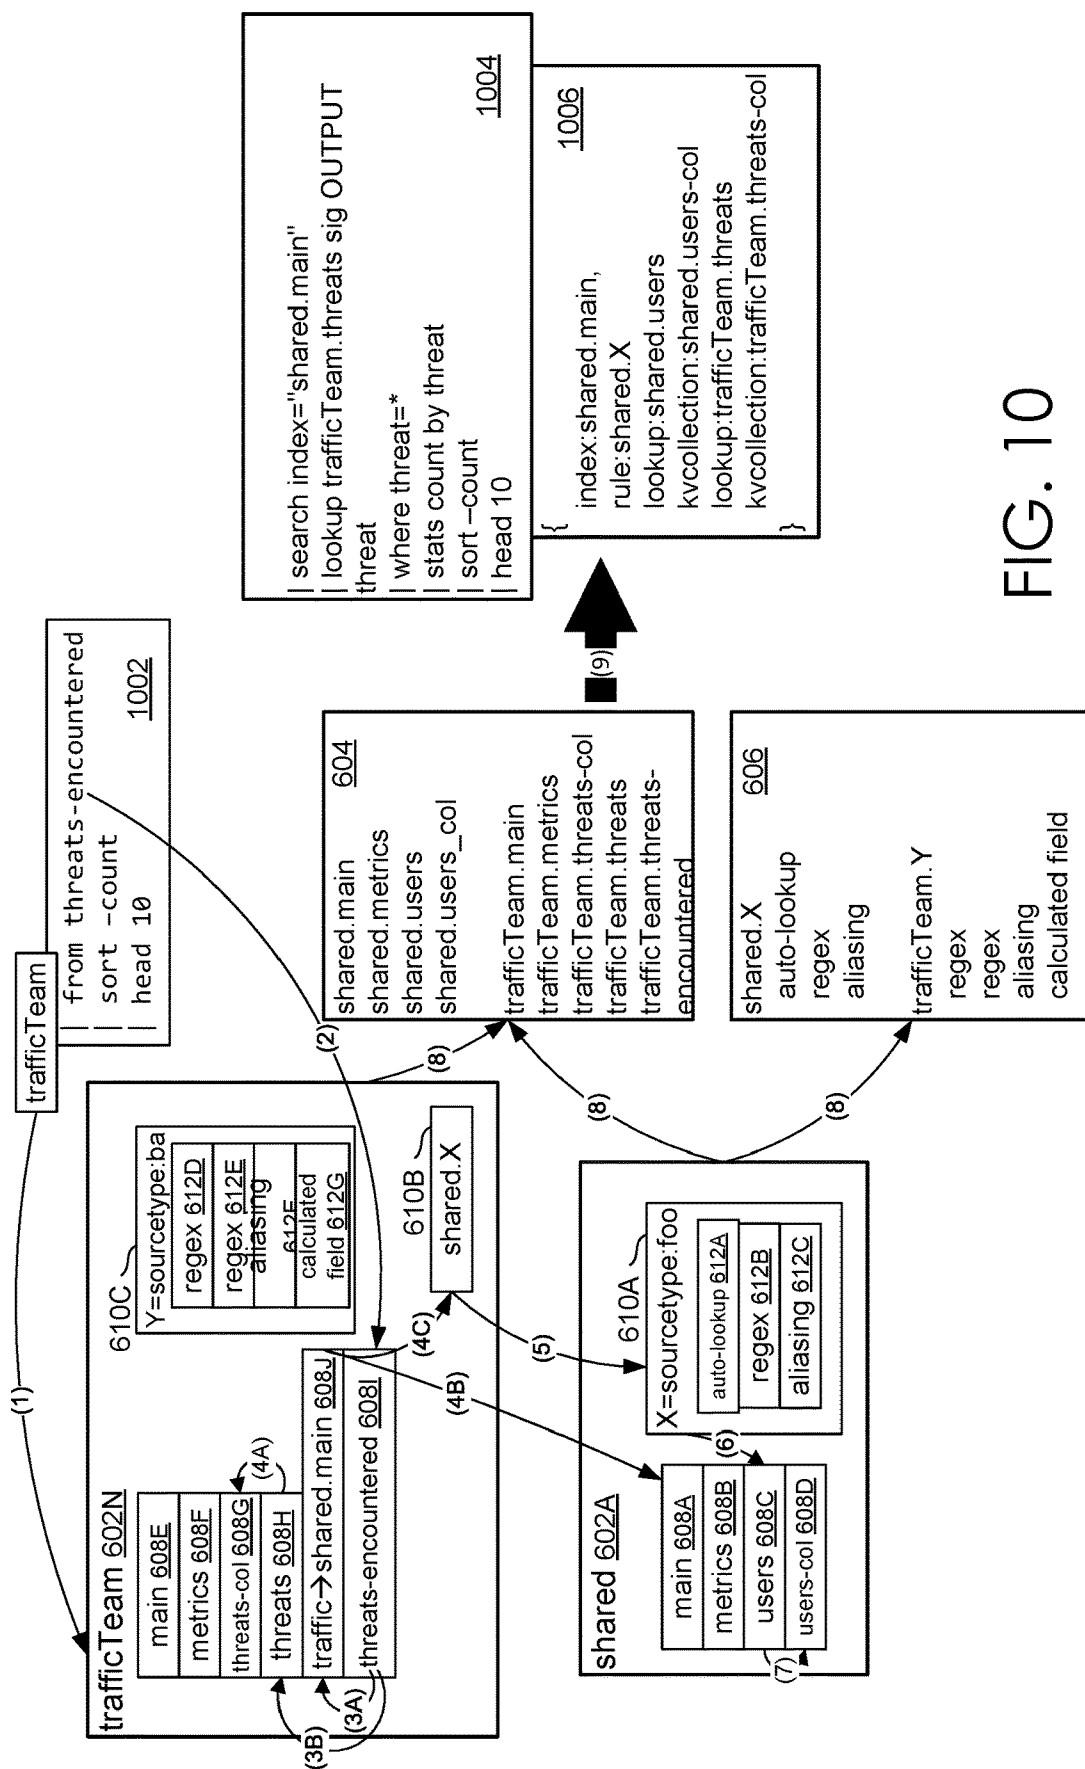 trafficTeam
| from threats-encountered
| sort –count
| head 10
1002
(1)
(2)
trafficTeam 602N
main 608E
metrics 608F
threats-col 608G
threats 608H
traffic→shared.main 608J
threats-encountered 608I
(3A)
(3B)
(4A)
610C
Y=sourcetype:ba
regex 612D
regex 612E
aliasing
612F
calculated
field 612G
610B
shared.X
(4B)
(4C)
(5)
shared 602A
main 608A
metrics 608B
users 608C
users-col 608D
(6)
(7)
610A
X=sourcetype:foo
auto-lookup 612A
regex 612B
aliasing 612C
(8)
(8)
(8)
604
shared.main
shared.metrics
shared.users
shared.users_col
trafficTeam.main
trafficTeam.metrics
trafficTeam.threats-col
trafficTeam.threats
trafficTeam.threats-
encountered
606
shared.X
auto-lookup
regex
aliasing
trafficTeam.Y
regex
regex
aliasing
calculated field
(9)
| search index="shared.main"
| lookup trafficTeam.threats sig OUTPUT
threat
| where threat=*
| stats count by threat
| sort –count
| head 10
1004
{
index:shared.main,
rule:shared.X
lookup:shared.users
kvcollection:shared.users-col
lookup:trafficTeam.threats
kvcollection:trafficTeam.threats-col
}
1006
FIG. 10